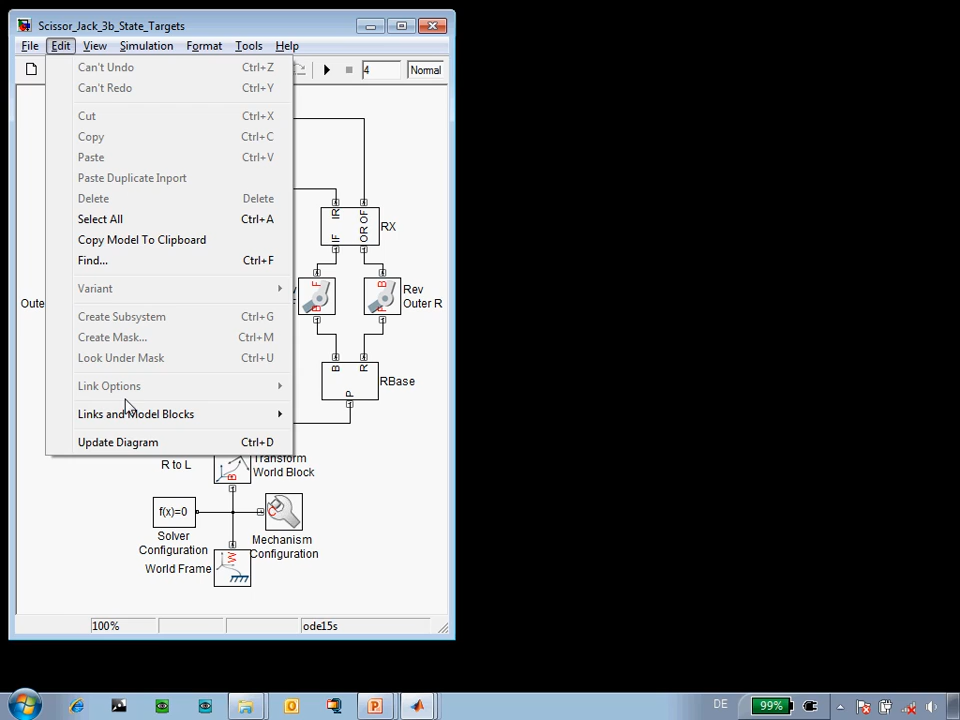 Scissor_Jack_3b_State_Targets
File Edit View Simulation Format Tools Help
4 Normal
Can't Undo Ctrl+Z
Can't Redo Ctrl+Y
Cut Ctrl+X
Copy Ctrl+C
Paste Ctrl+V
Paste Duplicate Inport
Delete Delete
Select All Ctrl+A
Copy Model To Clipboard
Find... Ctrl+F
Variant
Create Subsystem Ctrl+G
Create Mask... Ctrl+M
Look Under Mask Ctrl+U
Link Options
Links and Model Blocks
Update Diagram Ctrl+D
IR OF
IF OR
RX
Oute
F B
B F
Rev
Outer R
B R
P
RBase
R to L
B
Transform
World Block
f(x)=0
C
Solver
Configuration
Mechanism
Configuration
World Frame
W
100% ode15s
DE 99%